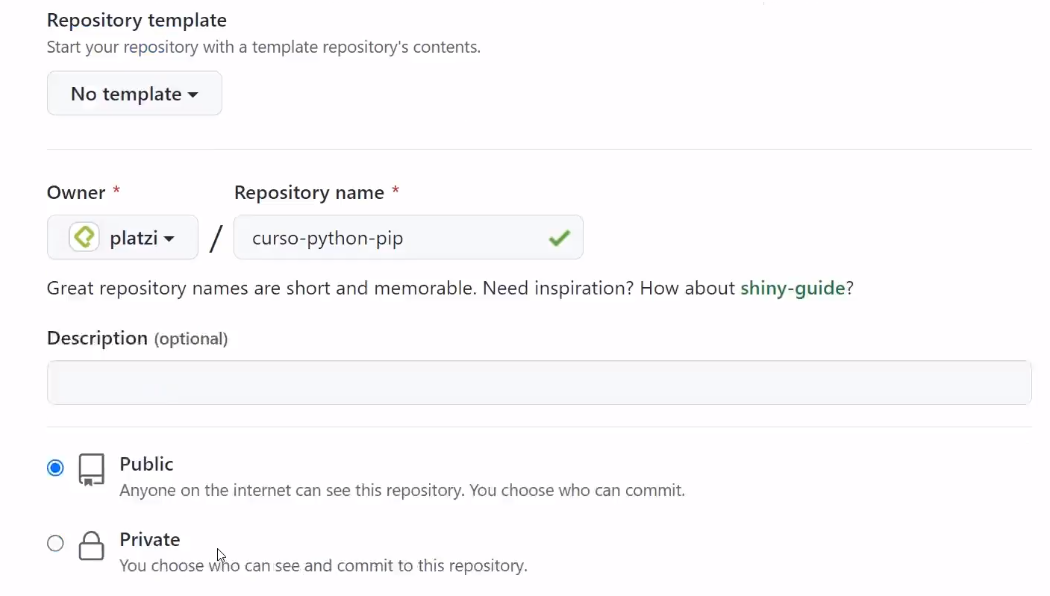 Repository template
Start your repository with a template repository's contents.
No template
Owner * Repository name *
platzi / curso-python-pip
Great repository names are short and memorable. Need inspiration? How about shiny-guide?
Description (optional)
Public
Anyone on the internet can see this repository. You choose who can commit.
Private
You choose who can see and commit to this repository.